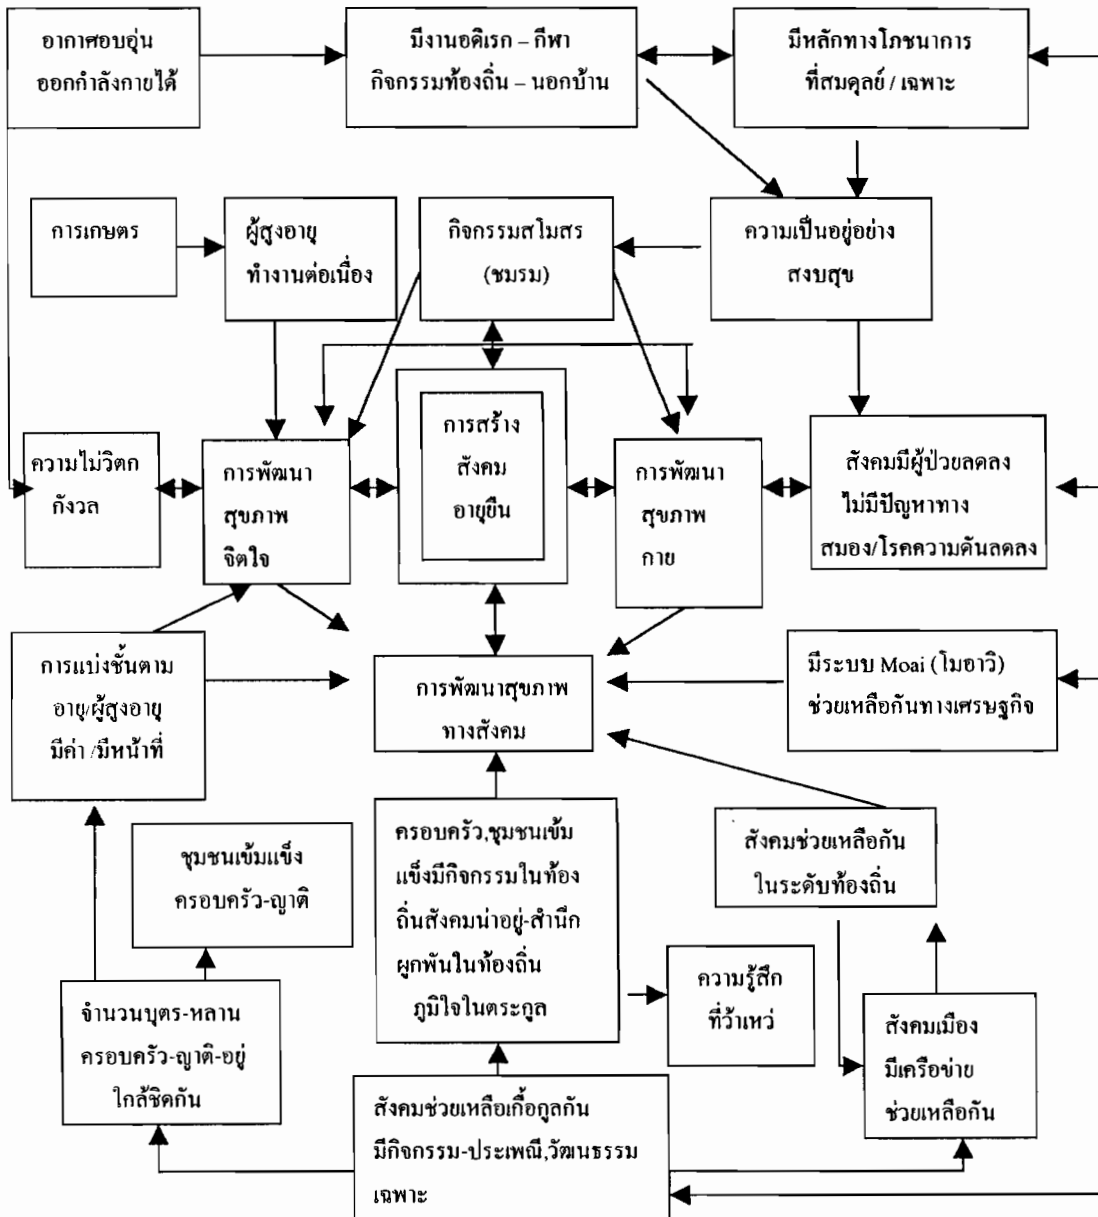 อากาศอบอุ่น
ออกกำลังกายได้
มีงานอดิเรก – กีฬา
กิจกรรมท้องถิ่น – นอกบ้าน
มีหลักทางโภชนาการ
ที่สมดุลย์ / เฉพาะ
การเกษตร
ผู้สูงอายุ
ทำงานต่อเนื่อง
กิจกรรมสโมสร
(ชมรม)
ความเป็นอยู่อย่าง
สงบสุข
ความไม่วิตก
กังวล
การพัฒนา
สุขภาพ
จิตใจ
การสร้าง
สังคม
อายุยืน
การพัฒนา
สุขภาพ
กาย
สังคมมีผู้ป่วยลดลง
ไม่มีปัญหาทาง
สมอง/โรคความดันลดลง
การแบ่งชั้นตาม
อายุ/ผู้สูงอายุ
มีค่า /มีหน้าที่
การพัฒนาสุขภาพ
ทางสังคม
มีระบบ Moai (โมอาวิ)
ช่วยเหลือกันทางเศรษฐกิจ
ชุมชนเข้มแข็ง
ครอบครัว-ญาติ
ครอบครัว,ชุมชนเข้ม
แข็งมีกิจกรรมในท้อง
ถิ่นสังคมน่าอยู่-สำนึก
ผูกพันในท้องถิ่น
ภูมิใจในตระกูล
สังคมช่วยเหลือกัน
ในระดับท้องถิ่น
ความรู้สึก
ที่ว้าเหว่
จำนวนบุตร-หลาน
ครอบครัว-ญาติ-อยู่
ใกล้ชิดกัน
สังคมช่วยเหลือเกื้อกูลกัน
มีกิจกรรม-ประเพณี,วัฒนธรรม
เฉพาะ
สังคมเมือง
มีเครือข่าย
ช่วยเหลือกัน